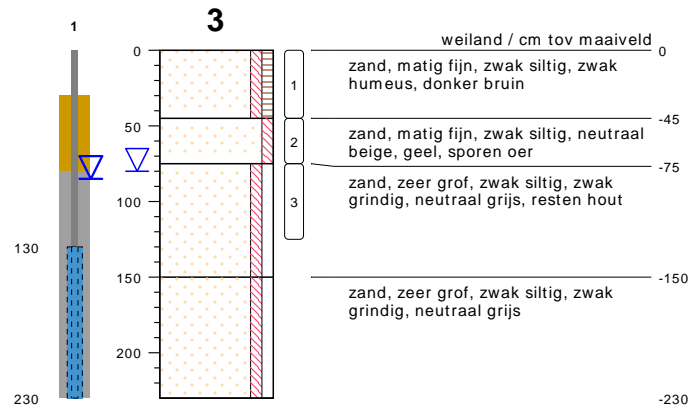 1
3
weiland / cm tov maaiveld
0
0
zand, matig fijn, zwak siltig, zwak
humeus, donker bruin
1
-45
50
zand, matig fijn, zwak siltig, neutraal
beige, geel, sporen oer
2
-75
zand, zeer grof, zwak siltig, zwak
grindig, neutraal grijs, resten hout
3
100
130
150
-150
zand, zeer grof, zwak siltig, zwak
grindig, neutraal grijs
200
230
-230